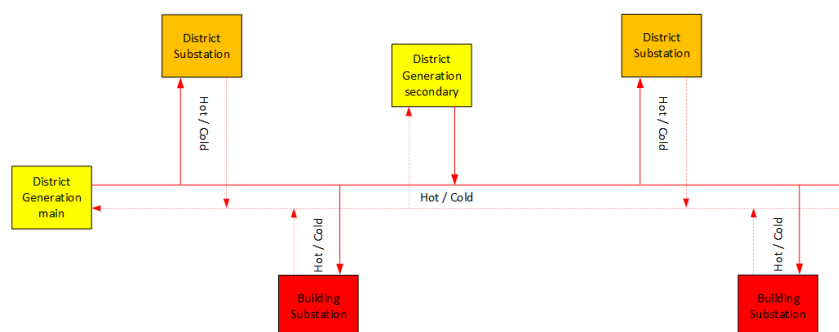 District
Substation
District
Generation
secondary
District
Substation
Hot / Cold
Hot / Cold
District
Generation
main
Hot / Cold
Hot / Cold
Hot / Cold
Building
Substation
Building
Substation